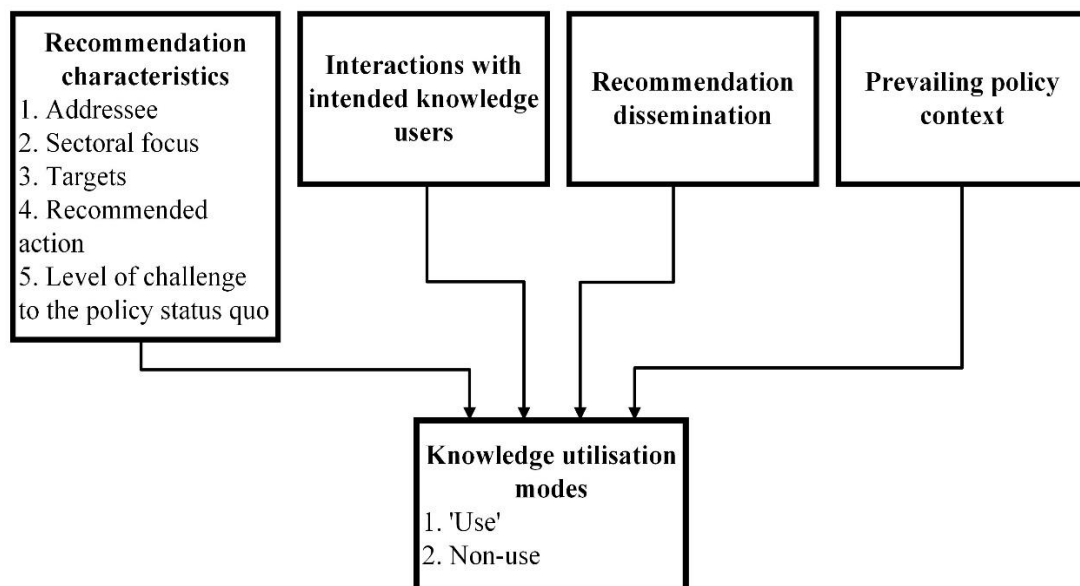 Recommendation
characteristics
1. Addressee
2. Sectoral focus
3. Targets
4. Recommended
action
5. Level of challenge
to the policy status quo
Interactions with
intended knowledge
users
Recommendation
dissemination
Prevailing policy
context
Knowledge utilisation
modes
1. 'Use'
2. Non-use